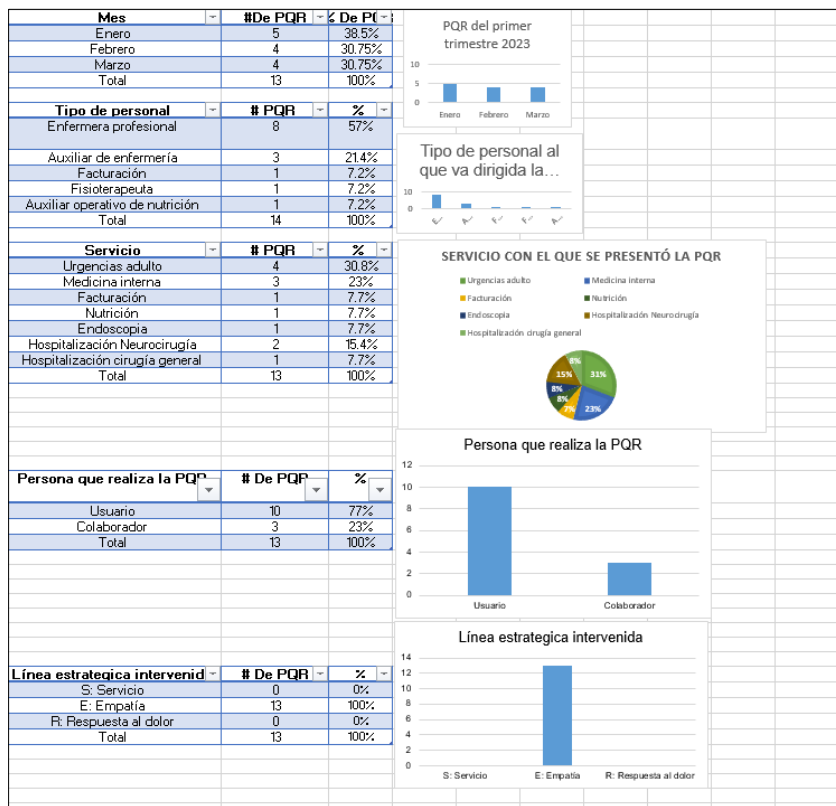 Mes #De PQR
Enero 5 38.5%
Febrero 4 30.75%
Marzo 4 30.75%
Total 13 100%
PQR del primer
trimestre 2023
10
5
0
Enero Febrero Marzo
Tipo de personal # PQR %
Enfermera profesional 8 57%
Auxiliar de enfermería 3 21.4%
Facturación 1 7.2%
Fisioterapeuta 1 7.2%
Auxiliar operativo de nutrición 1 7.2%
Total 14 100%
Tipo de personal al
que va dirigida la…
10
0
E… A… F… F… A…
Servicio # PQR %
Urgencias adulto 4 30.8%
Medicina interna 3 23%
Facturación 1 7.7%
Nutrición 1 7.7%
Endoscopia 1 7.7%
Hospitalización Neurocirugía 2 15.4%
Hospitalización cirugía general 1 7.7%
Total 13 100%
SERVICIO CON EL QUE SE PRESENTÓ LA PQR
Urgencias adulto Medicina interna
Facturación Nutrición
Endoscopia Hospitalización Neurocirugía
Hospitalización cirugía general
8%
15% 31%
8%
8%
7% 23%
Persona que realiza la PQR # De PQR %
Usuario 10 77%
Colaborador 3 23%
Total 13 100%
Persona que realiza la PQR
12
10
8
6
4
2
0
Usuario Colaborador
Línea estrategica intervenid # De PQR %
S: Servicio 0 0%
E: Empatía 13 100%
R: Respuesta al dolor 0 0%
Total 13 100%
Línea estrategica intervenida
14
12
10
8
6
4
2
0
S: Servicio E: Empatía R: Respuesta al dolor